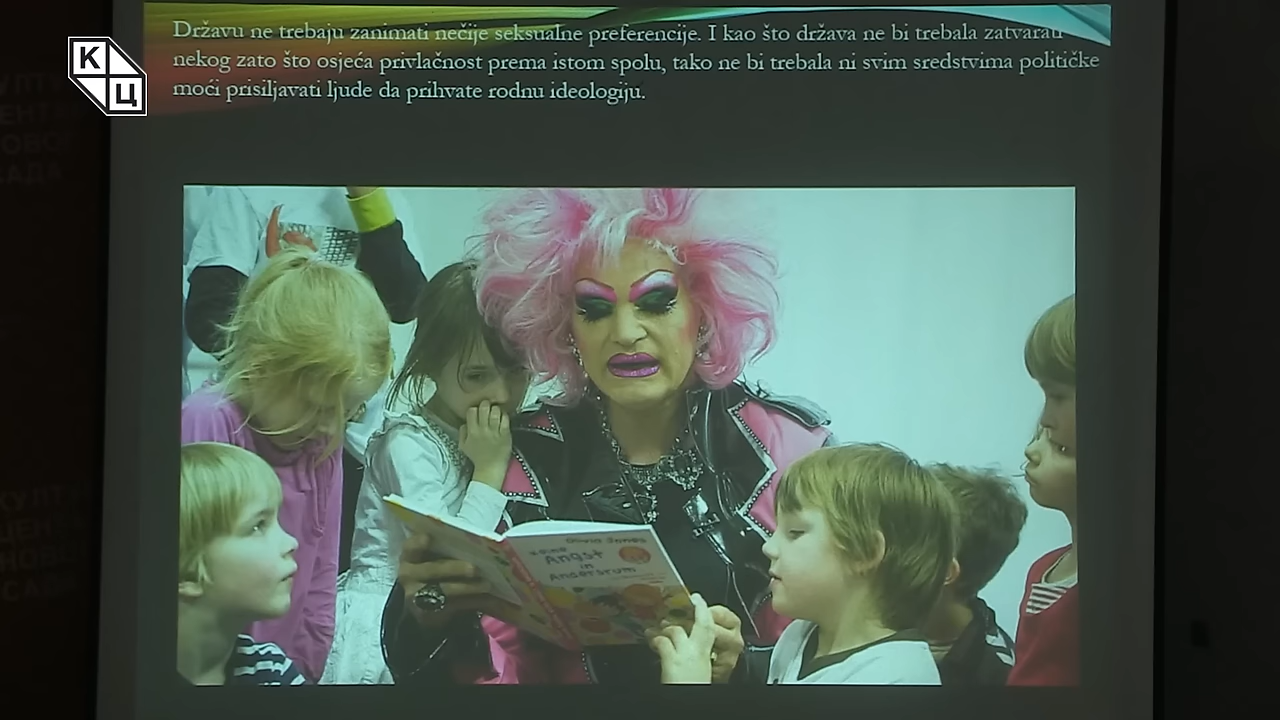 Državu ne trebaju zanimati nečije seksualne preferencije. I kao što država ne bi trebala zatvarati
nekog zato što osjeća privlačnost prema istom spolu, tako ne bi trebala ni svim sredstvima političke
moći prisiljavati ljude da prihvate rodnu ideologiju.
К
Ц
Olivia Jones
Keine
Angst
in
Andersrum